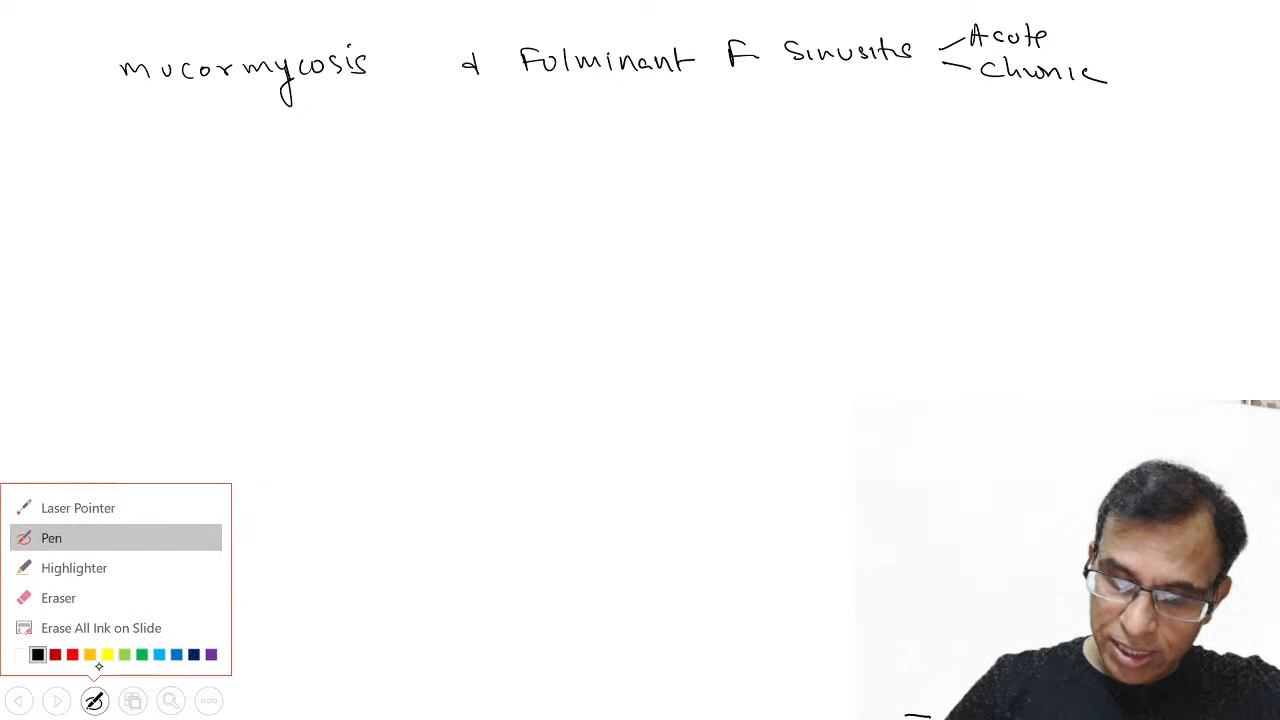 mucormycosis & Fulminant F Sinusitis Acute
Chronic
Laser Pointer
Pen
Highlighter
Eraser
Erase All Ink on Slide